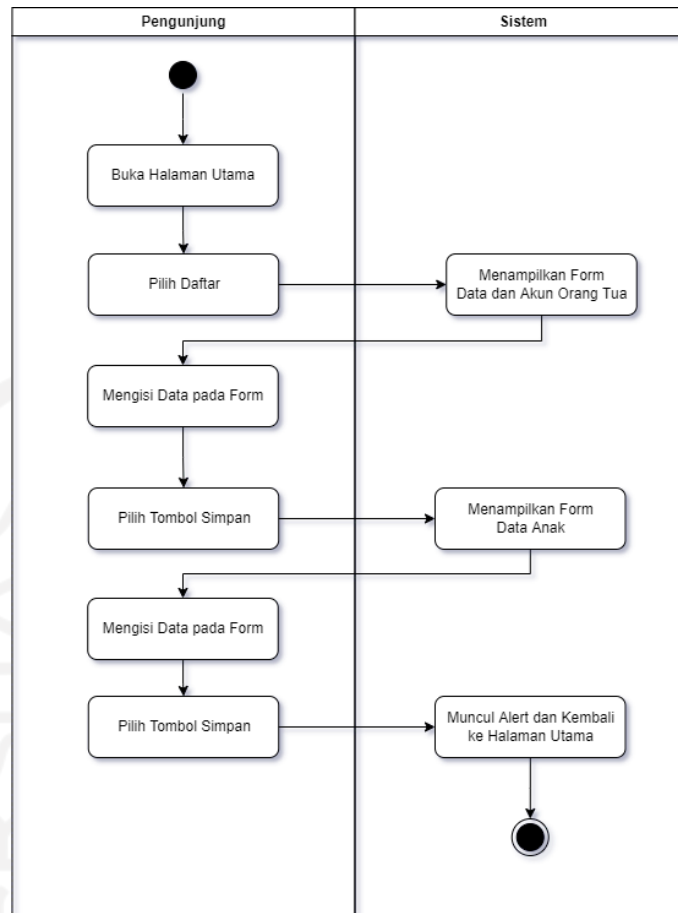 Pengunjung
Sistem
Buka Halaman Utama
Pilih Daftar
Menampilkan Form
Data dan Akun Orang Tua
Mengisi Data pada Form
Pilih Tombol Simpan
Menampilkan Form
Data Anak
Mengisi Data pada Form
Pilih Tombol Simpan
Muncul Alert dan Kembali
ke Halaman Utama